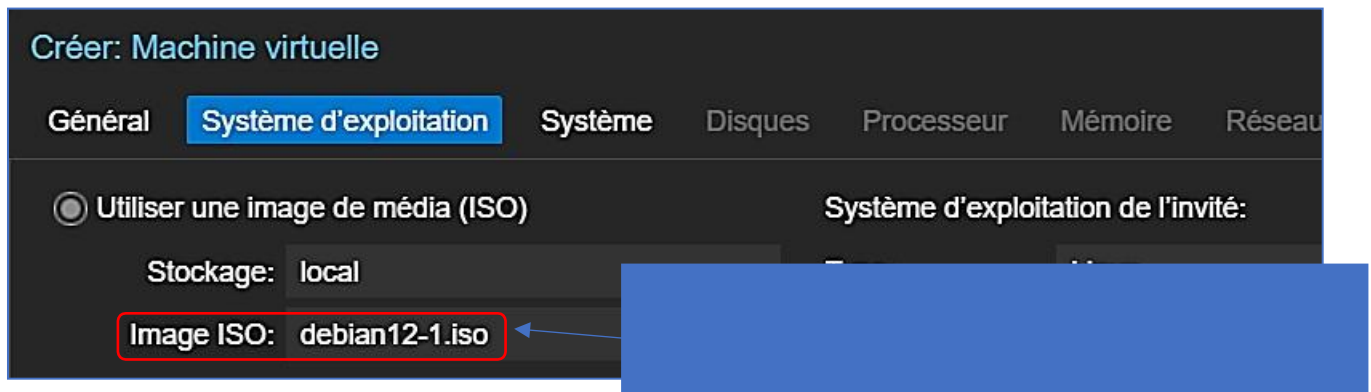 Créer: Machine virtuelle
Général Système d'exploitation Système Disques Processeur Mémoire Réseau
Utiliser une image de média (ISO) Système d'exploitation de l'invité:
Stockage: local
Image ISO: debian12-1.iso